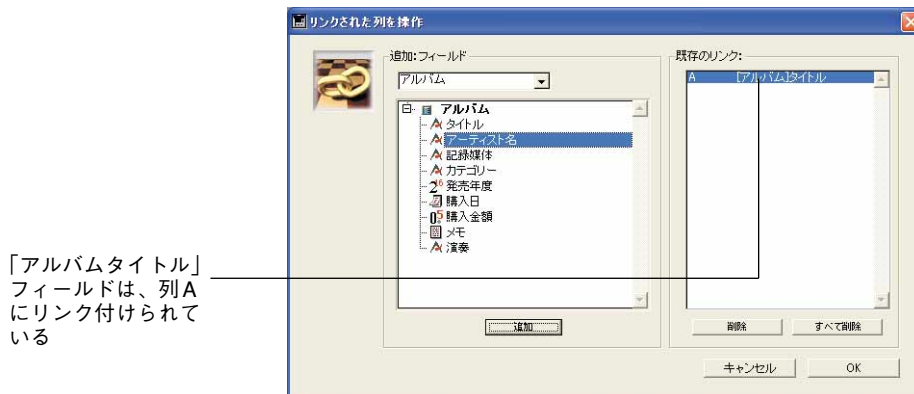 リンクされた列を操作
追加:フィールド
アルバム
アルバム
タイトル
アーティスト名
記録媒体
カテゴリー
発売年度
購入日
購入金額
メモ
演奏
追加
既存のリンク:
A [アルバム]タイトル
削除
すべて削除
キャンセル
OK
「アルバムタイトル」
フィールドは、列A
にリンク付けられて
いる